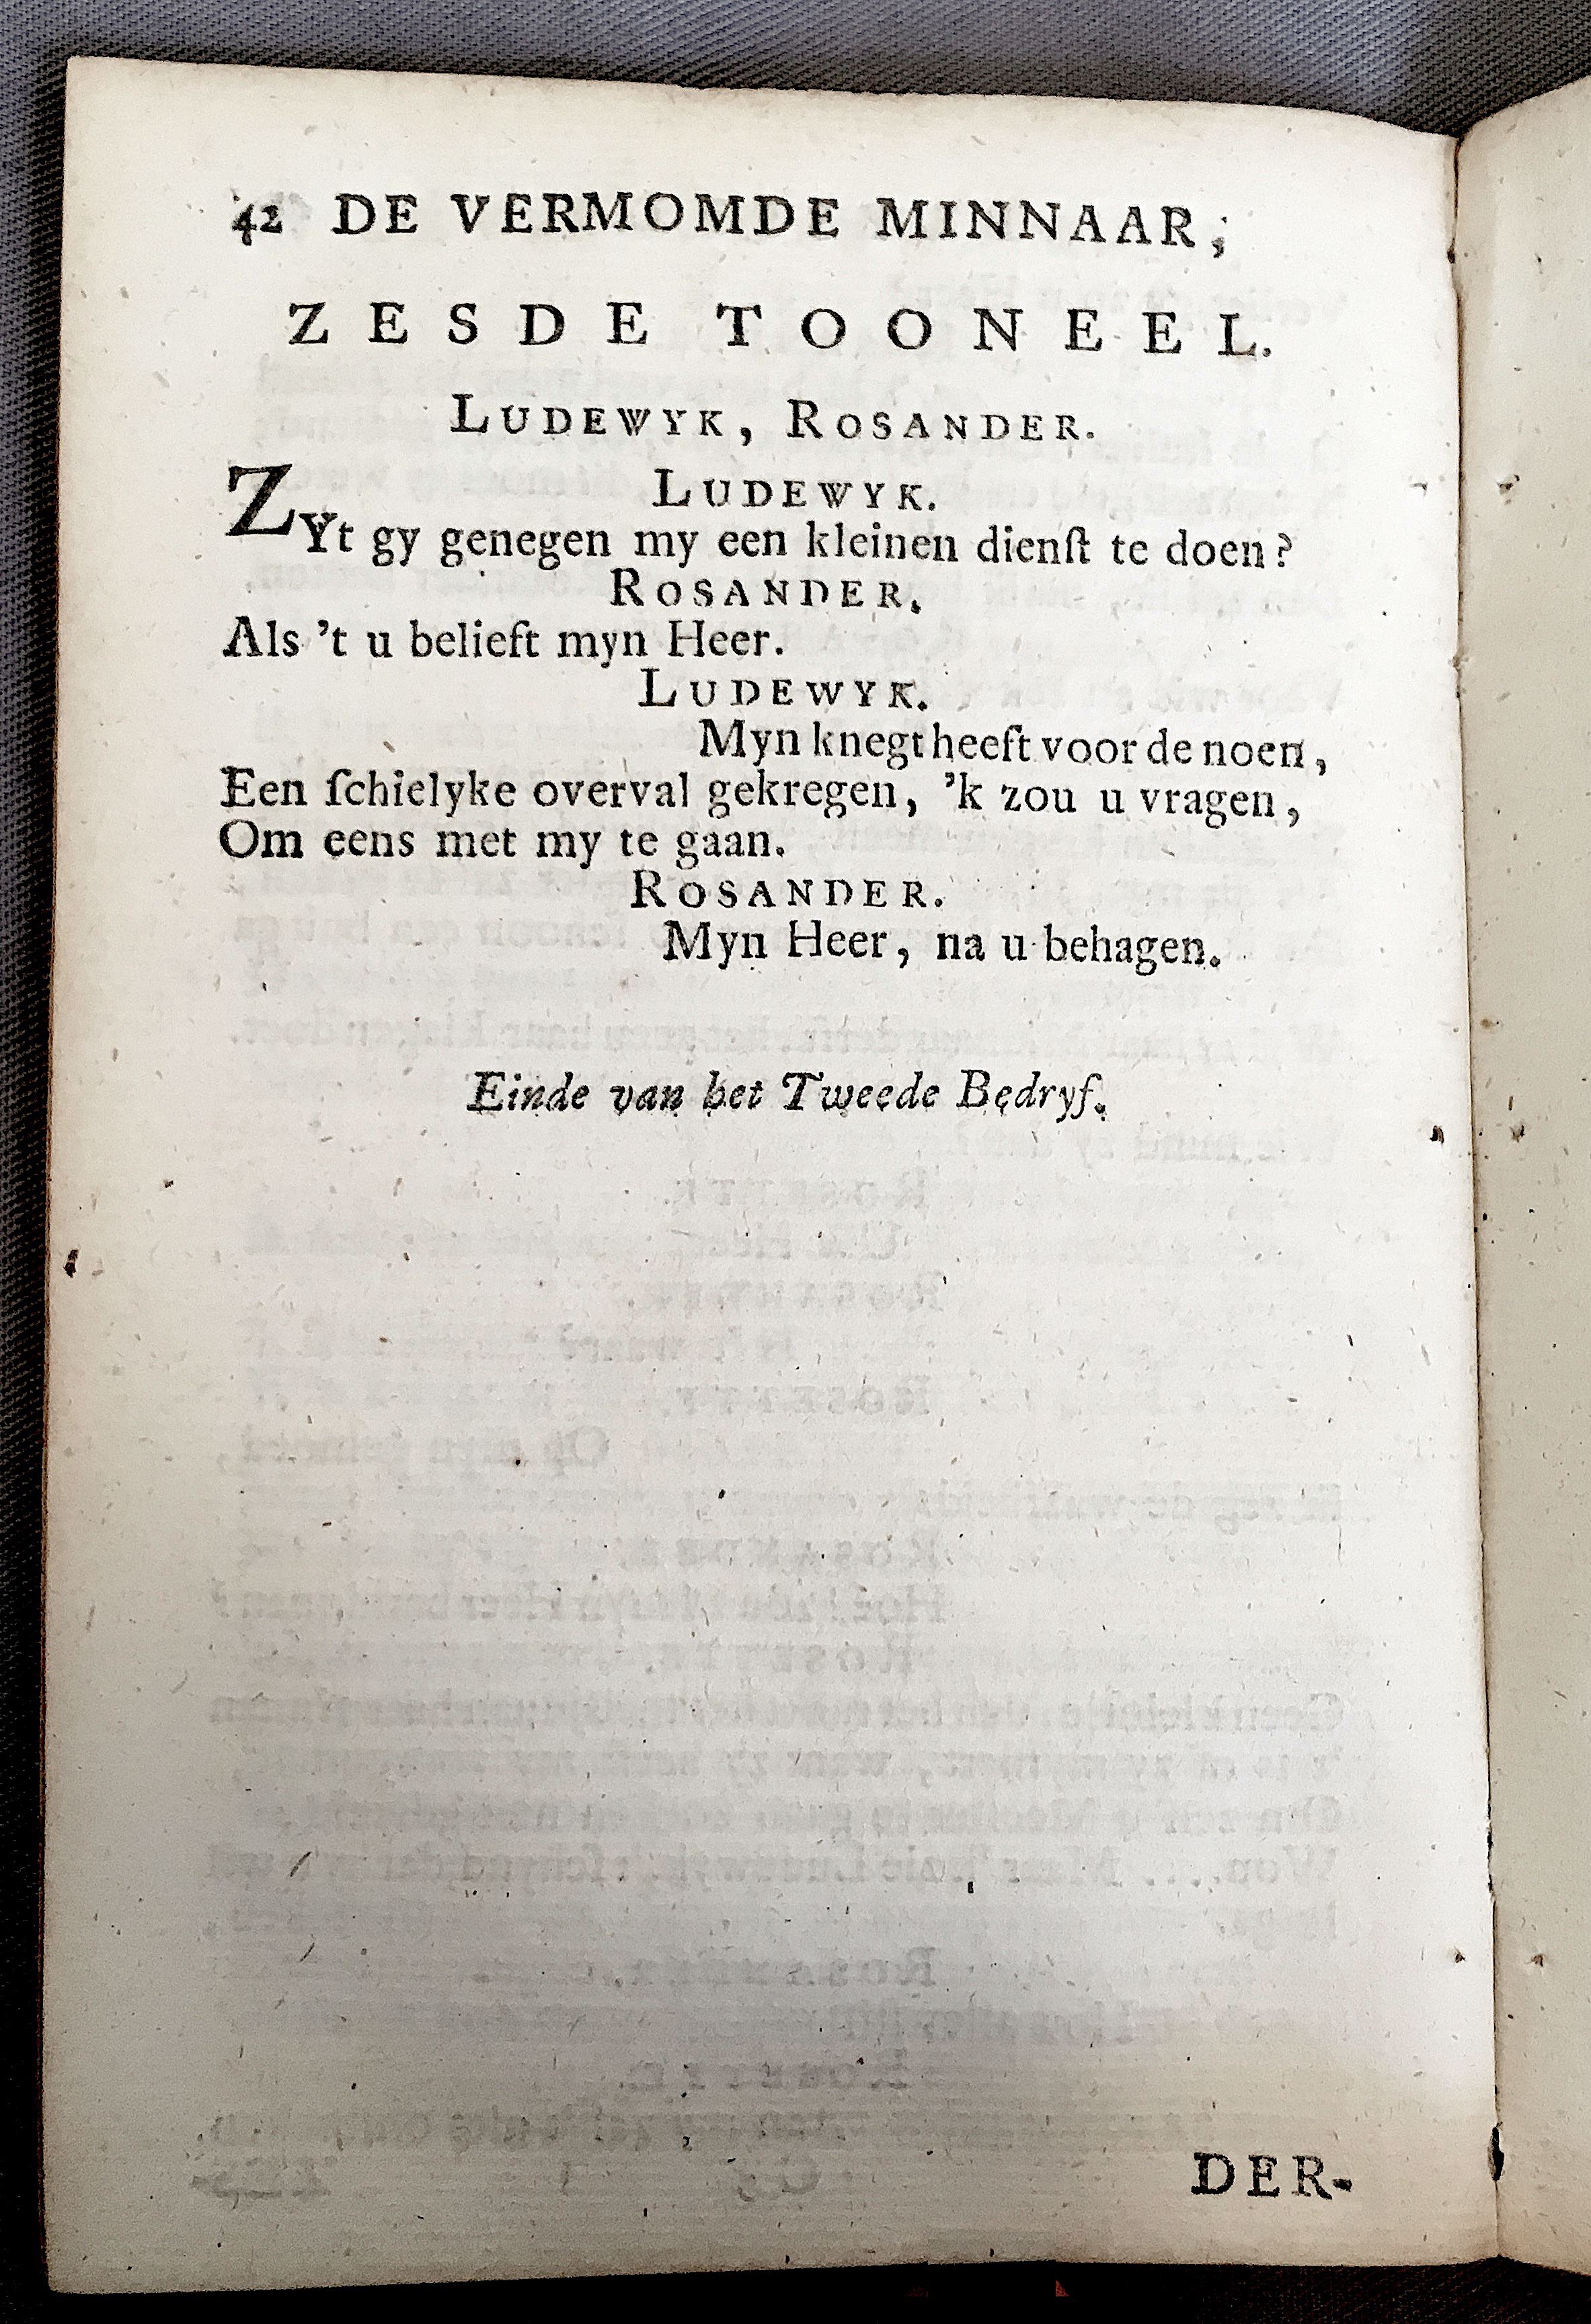 42 DE VERMOMDE MINNAAR;
ZESDE TOONEEL.
LUDEWYK, ROSANDER.
LUDEWYK.
ZYt gy genegen my een kleinen dienſt te doen?
ROSANDER.
Als 't u belieft myn Heer.
LUDEWYK.
Myn knegt heeft voor de noen,
Een ſchielyke overval gekregen, 'k zou u vragen,
Om eens met my te gaan.
ROSANDER.
Myn Heer, na u behagen.
Einde van het Tweede Bedryf.
DER-